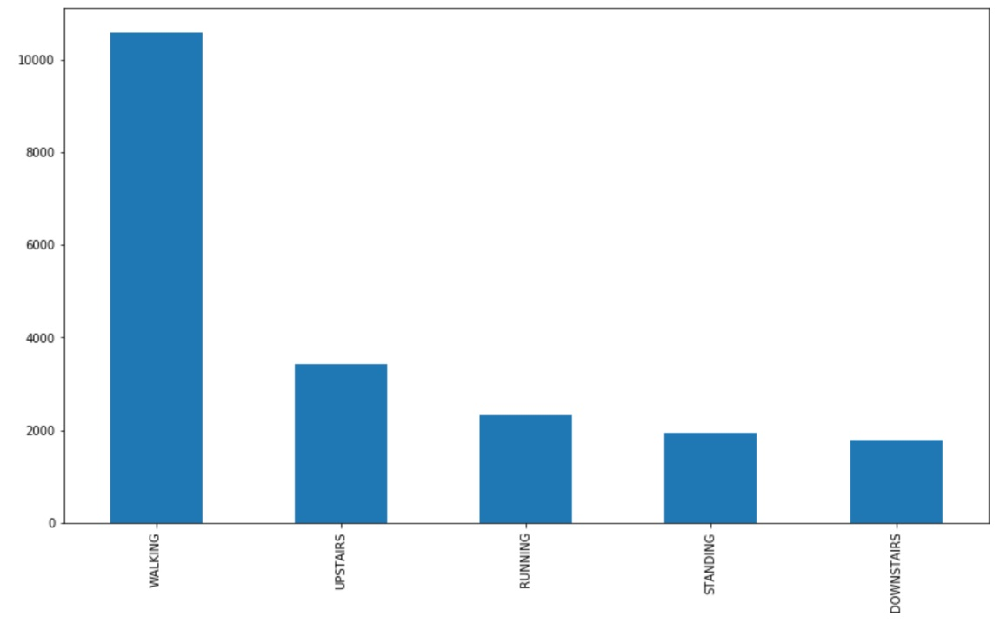 10000
8000
6000
4000
2000
0
WALKING
UPSTAIRS
RUNNING
STANDING
DOWNSTAIRS